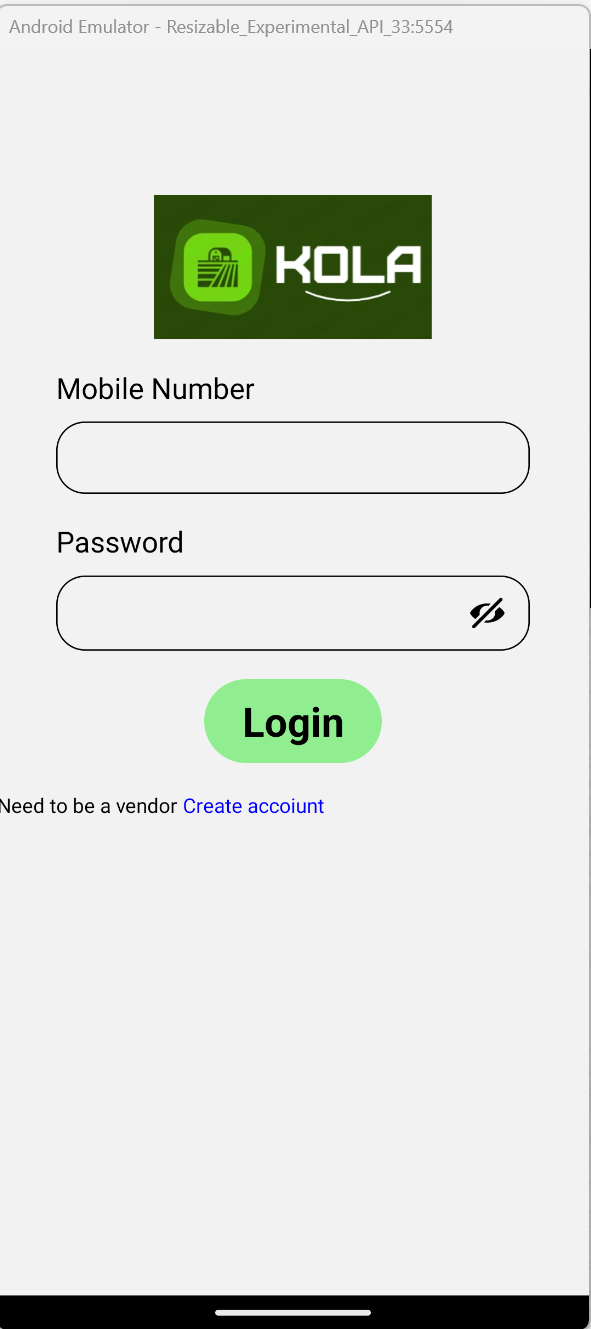 Android Emulator - Resizable_Experimental_API_33:5554
KOLA
Mobile Number
Password
Login
Need to be a vendor Create accoiunt